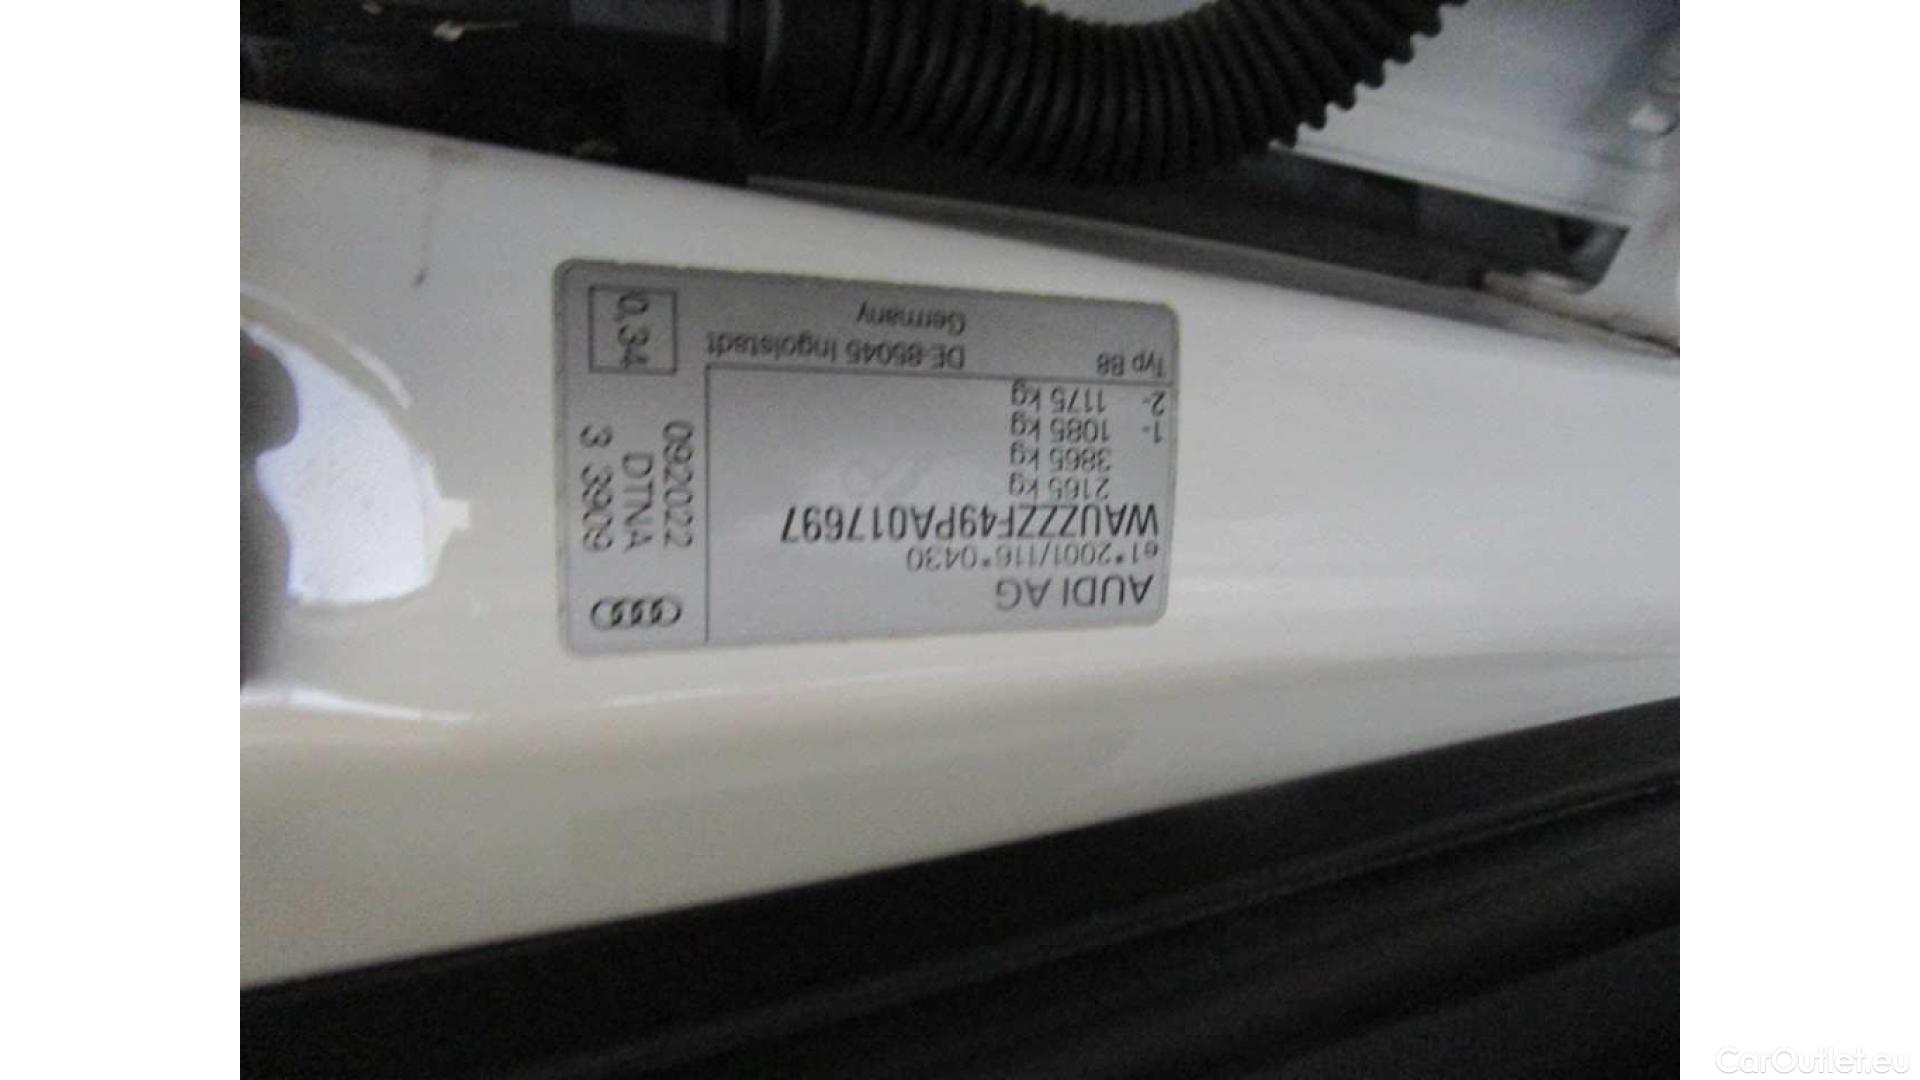 AUDI AG
e1*2001/116*0430
WAUZZZF49PA017697
2165 kg
3865 kg
1- 1085 kg
2- 1175 kg
Typ B8 DE-85045 Ingolstadt
Germany
092022
DTNA
3 3909
0,34
CarOutlet.eu